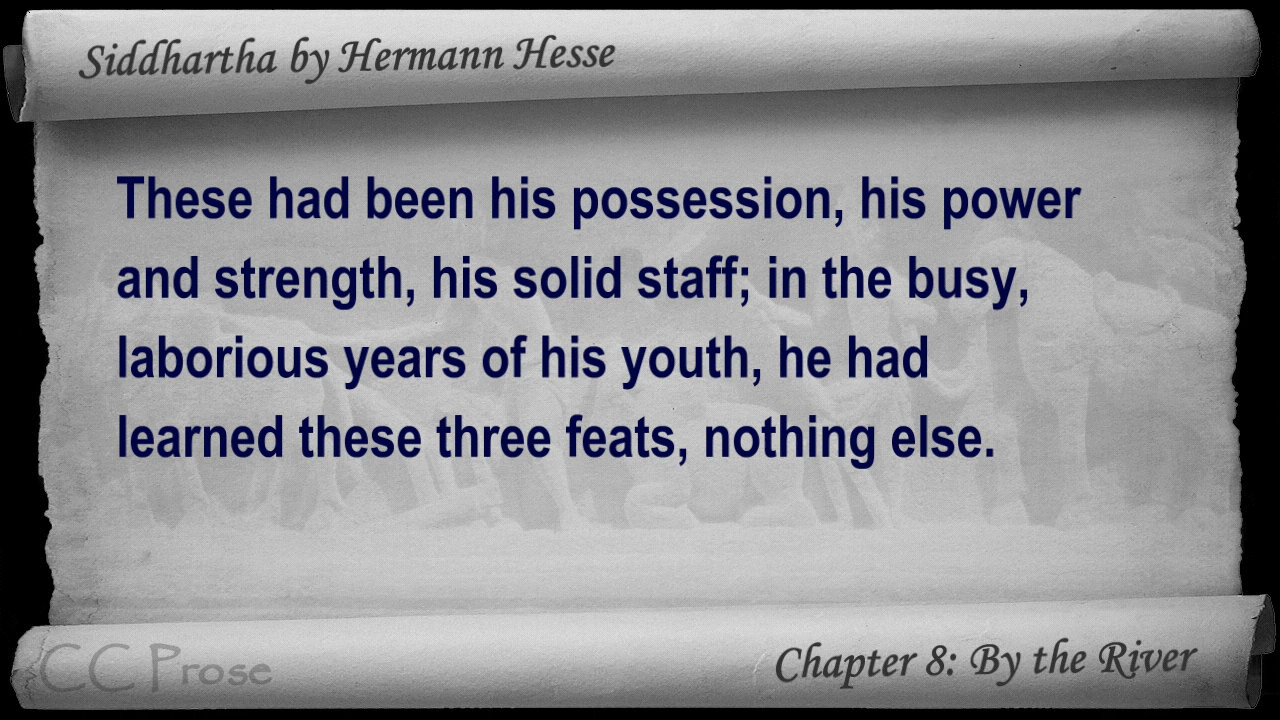 Siddhartha by Hermann Hesse
These had been his possession, his power
and strength, his solid staff; in the busy,
laborious years of his youth, he had
learned these three feats, nothing else.
CC Prose
Chapter 8: By the River